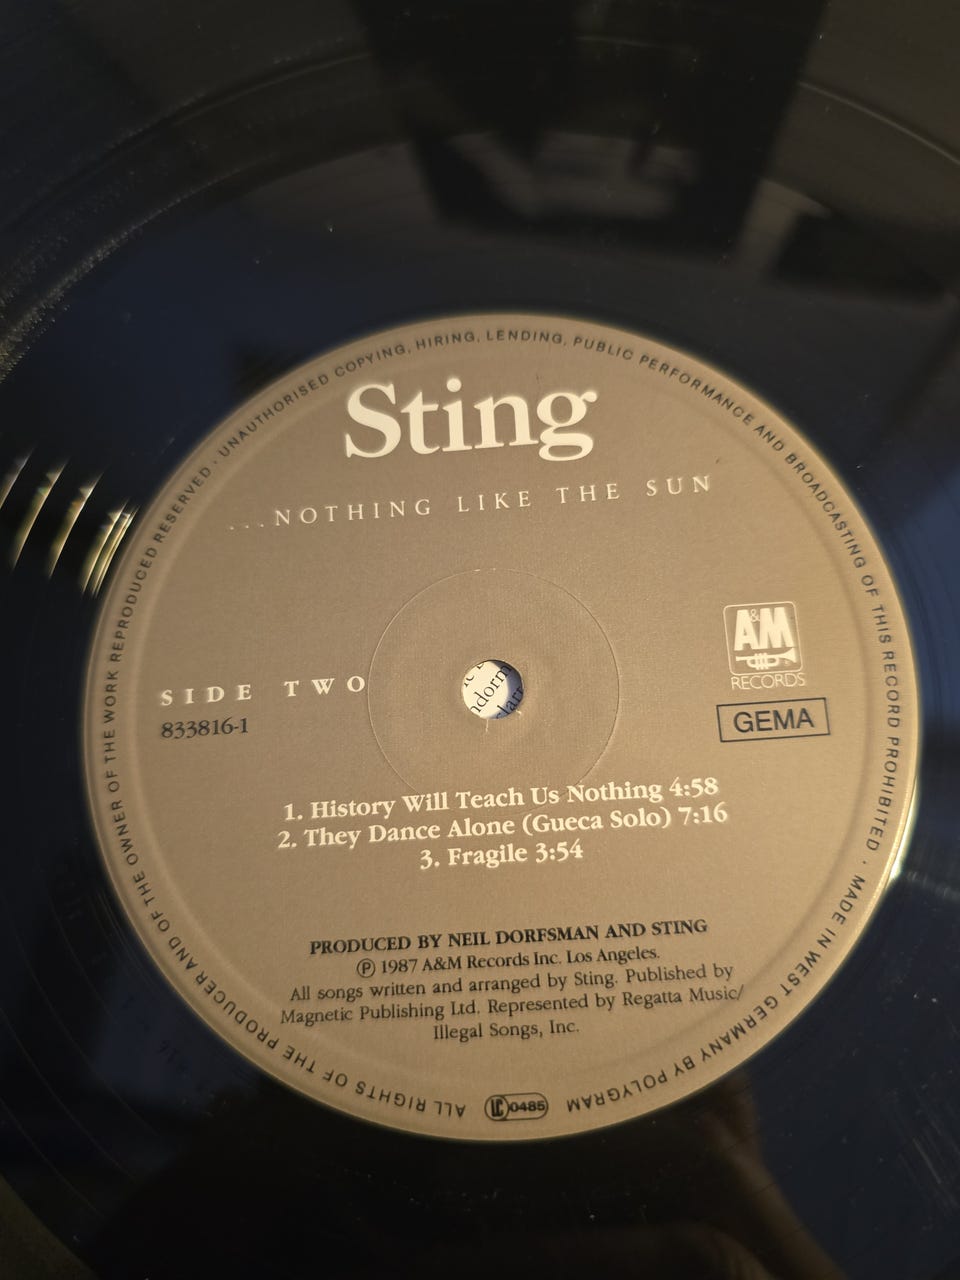 Sting
...NOTHING LIKE THE SUN
A&M
RECORDS
SIDE TWO
833816-1
GEMA
1. History Will Teach Us Nothing 4:58
2. They Dance Alone (Gueca Solo) 7:16
3. Fragile 3:54
PRODUCED BY NEIL DORFSMAN AND STING
Ⓟ 1987 A&M Records Inc. Los Angeles.
All songs written and arranged by Sting. Published by
Magnetic Publishing Ltd. Represented by Regatta Music/
Illegal Songs, Inc.
ALL RIGHTS OF THE PRODUCER AND OF THE OWNER OF THE WORK REPRODUCED RESERVED · UNAUTHORISED COPYING, HIRING, LENDING, PUBLIC PERFORMANCE AND BROADCASTING OF THIS RECORD PROHIBITED · MADE IN WEST GERMANY BY POLYGRAM
LC 0485